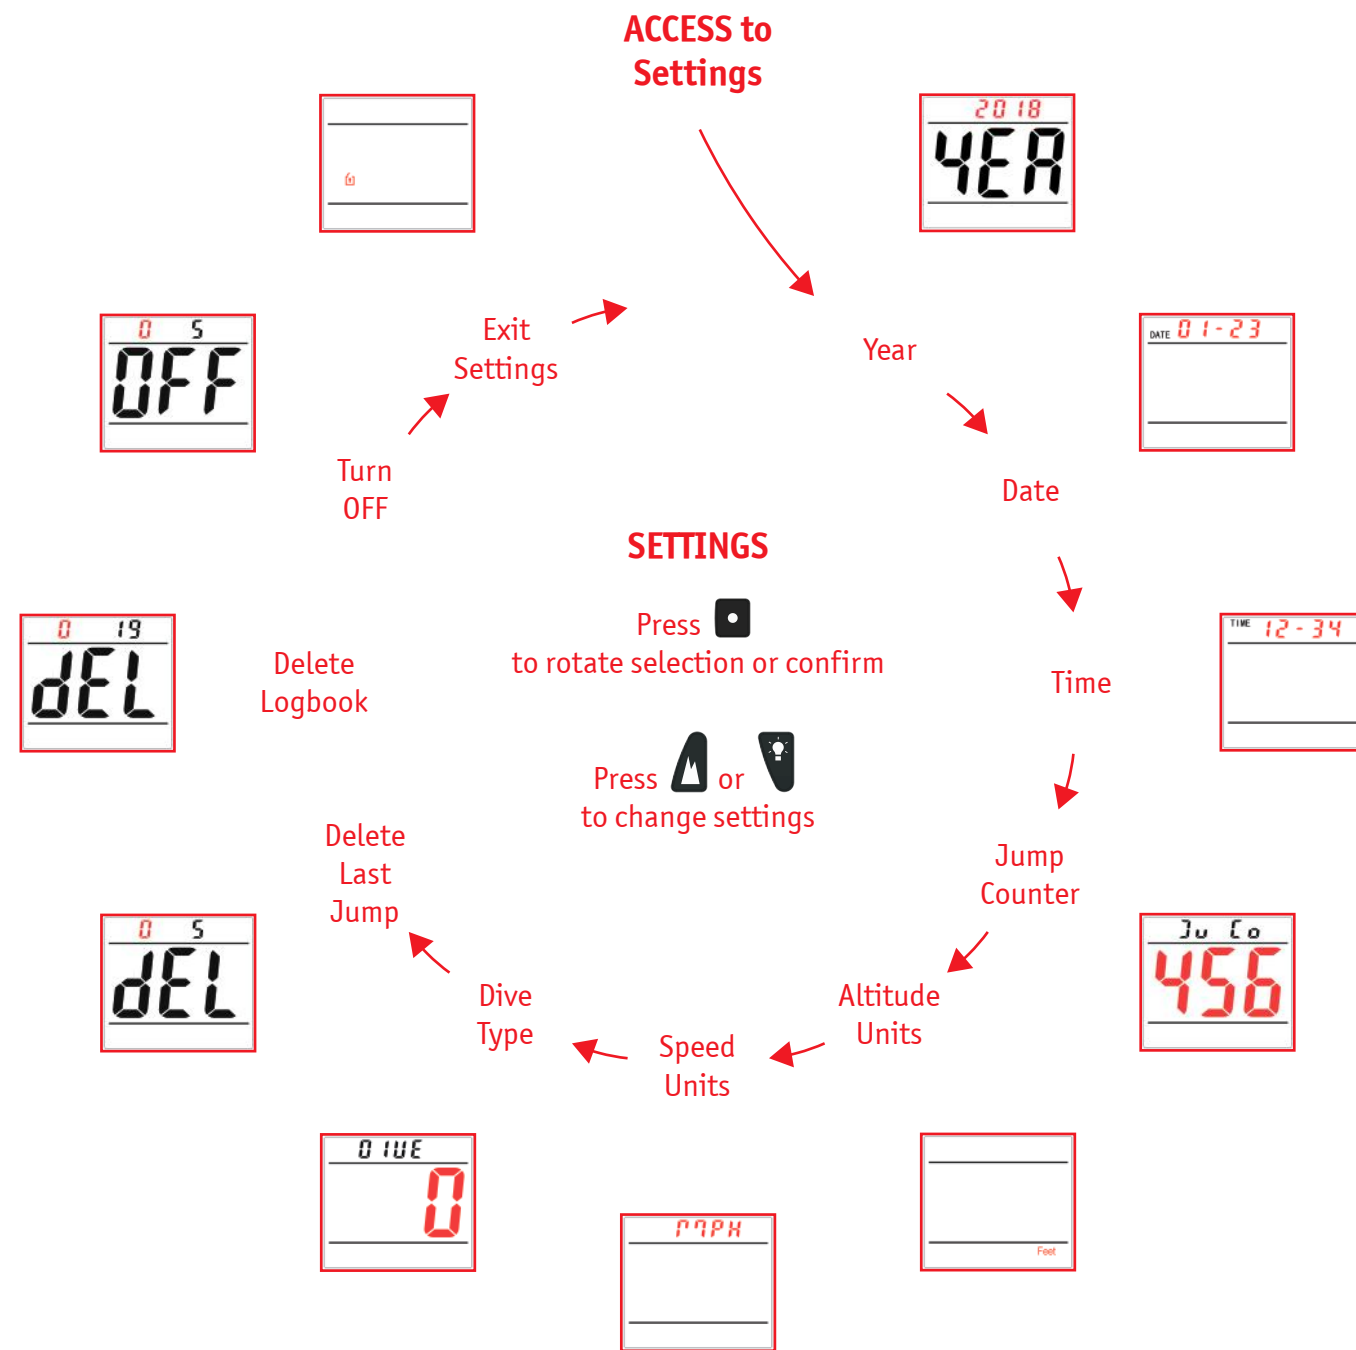 ACCESS to
Settings
2018
YEA
DATE 01-23
TIME 12-34
Ju Co
456
Feet
MPH
DIVE
0
0 5
dEL
0 19
dEL
0 5
OFF
Year
Date
Time
Jump
Counter
Altitude
Units
Speed
Units
Dive
Type
Delete
Last
Jump
Delete
Logbook
Turn
OFF
Exit
Settings
SETTINGS
Press
to rotate selection or confirm
Press or
to change settings